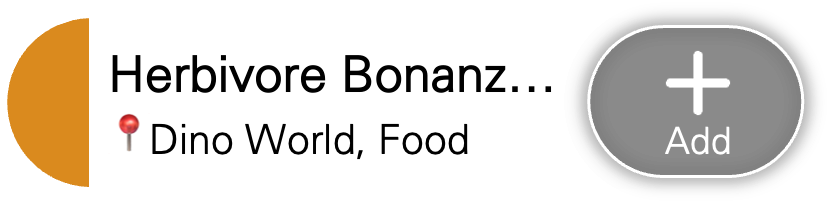 Herbivore Bonanz...
📍Dino World, Food
Add